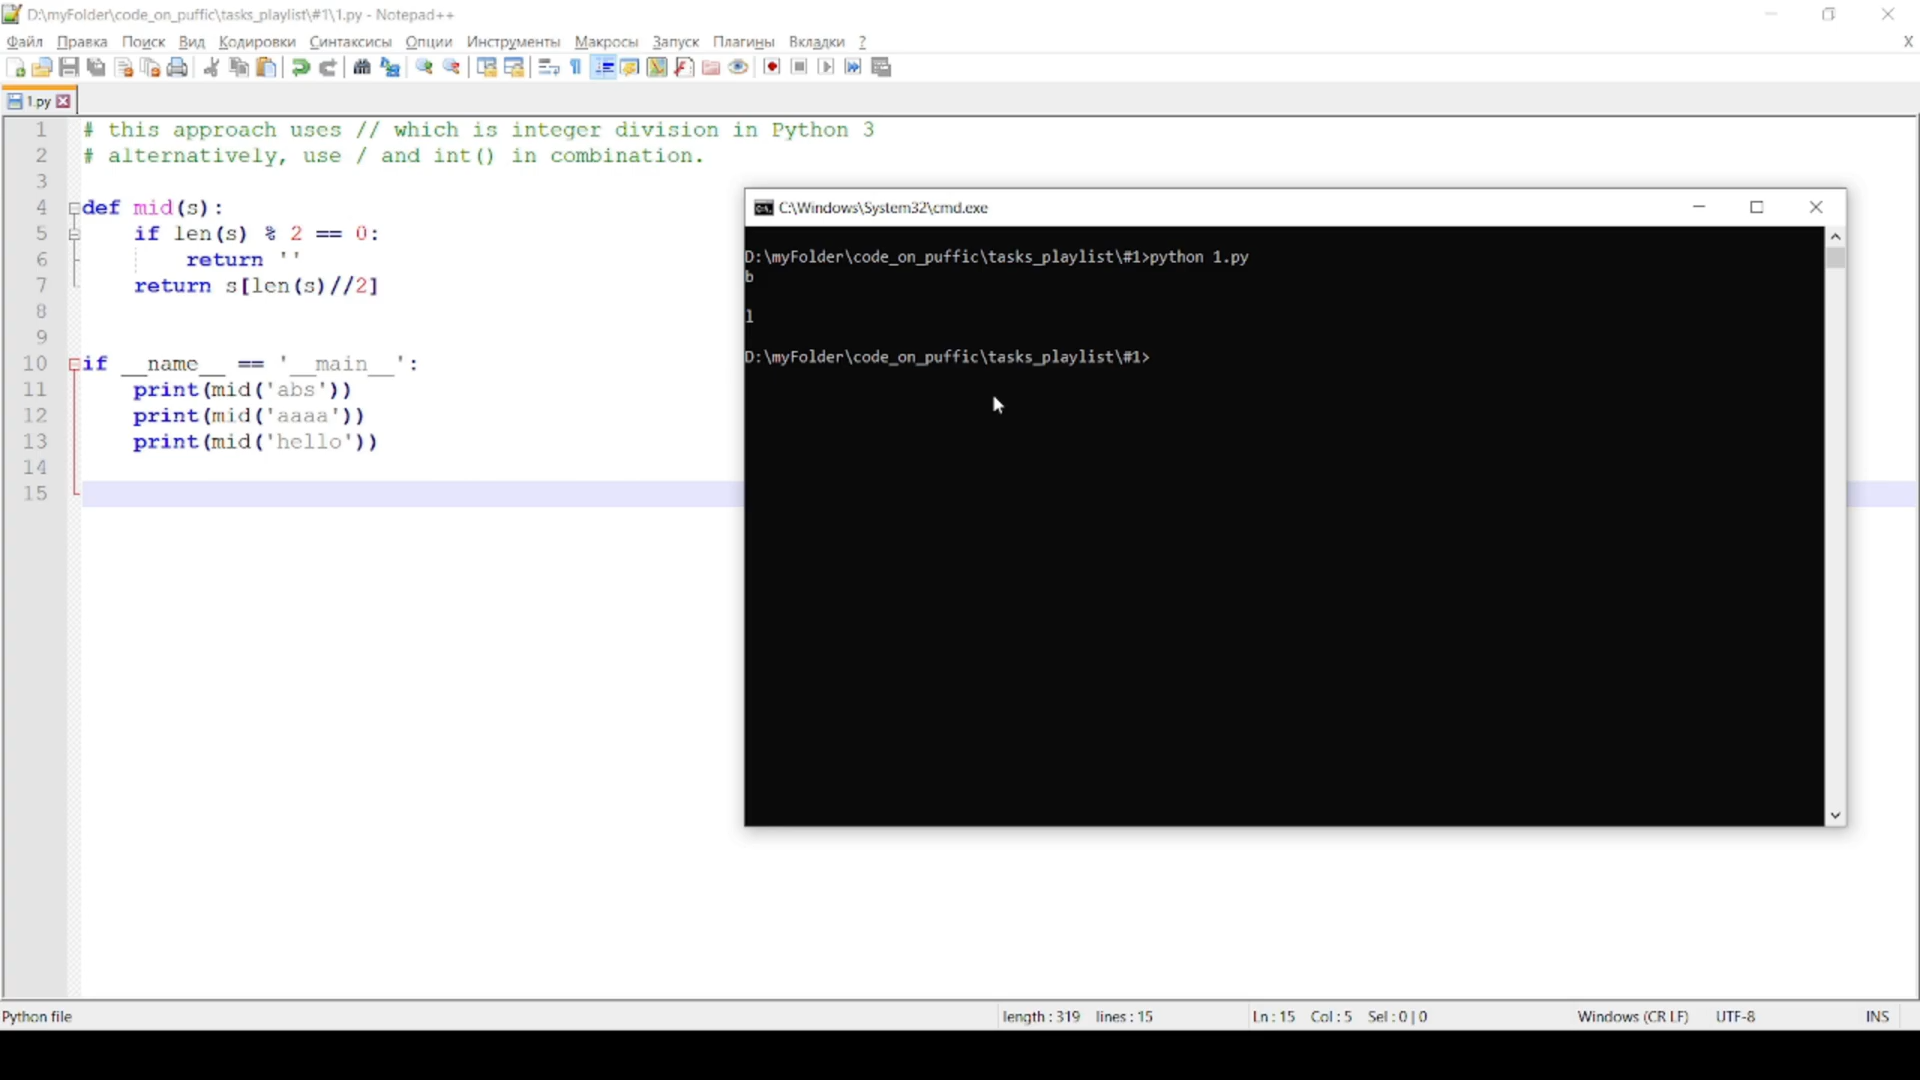 D:\myFolder\code_on_puffic\tasks_playlist\#1\1.py - Notepad++
Файл Правка Поиск Вид Кодировки Синтаксисы Опции Инструменты Макросы Запуск Плагины Вкладки ? X
1.py
1 # this approach uses // which is integer division in Python 3
2 # alternatively, use / and int() in combination.
3
4 def mid(s):
5     if len(s) % 2 == 0:
6         return ''
7     return s[len(s)//2]
8
9
10 if __name__ == '__main__':
11     print(mid('abs'))
12     print(mid('aaaa'))
13     print(mid('hello'))
14
15
C:\Windows\System32\cmd.exe
D:\myFolder\code_on_puffic\tasks_playlist\#1>python 1.py
b
l
D:\myFolder\code_on_puffic\tasks_playlist\#1>
Python file length : 319 lines : 15 Ln : 15 Col : 5 Sel : 0 | 0 Windows (CR LF) UTF-8 INS